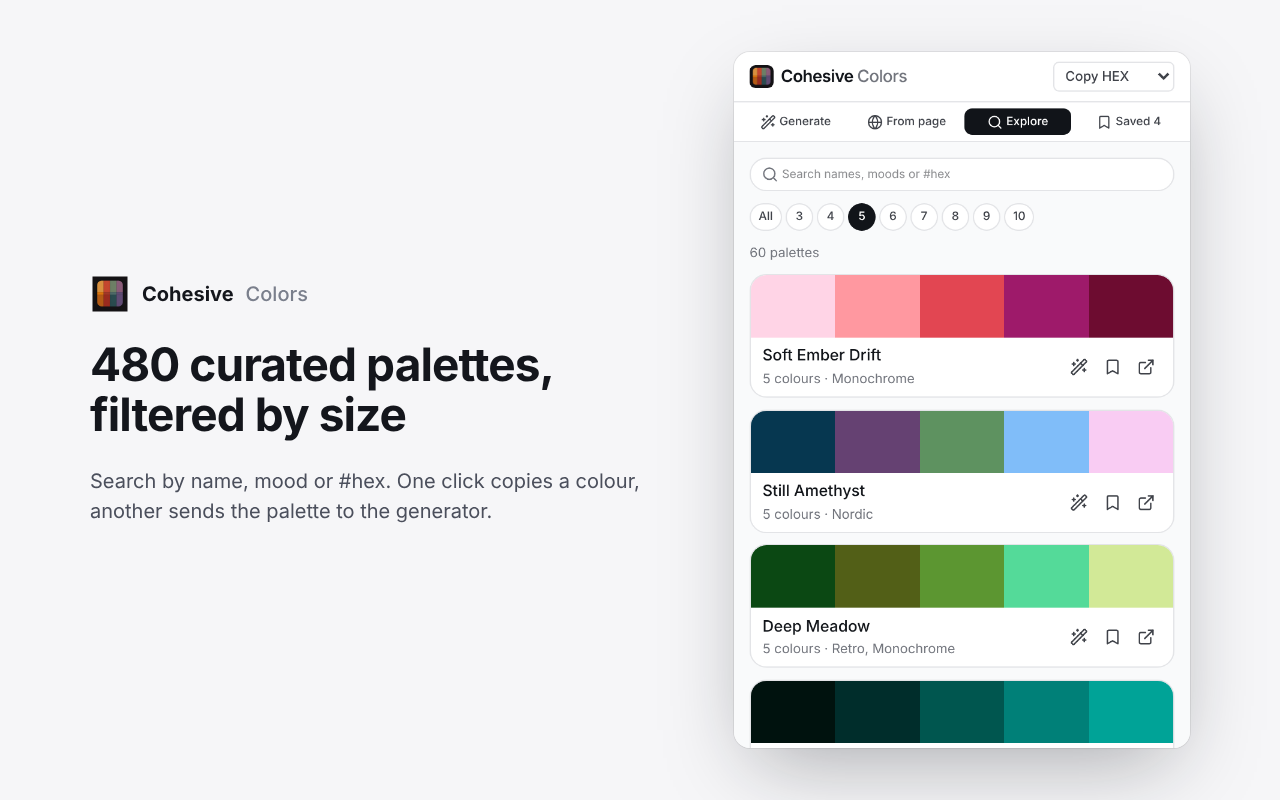 Cohesive Colors
480 curated palettes,
filtered by size
Search by name, mood or #hex. One click copies a colour,
another sends the palette to the generator.
Cohesive Colors
Copy HEX
Generate
From page
Explore
Saved 4
Search names, moods or #hex
All 3 4 5 6 7 8 9 10
60 palettes
Soft Ember Drift
5 colours · Monochrome
Still Amethyst
5 colours · Nordic
Deep Meadow
5 colours · Retro, Monochrome